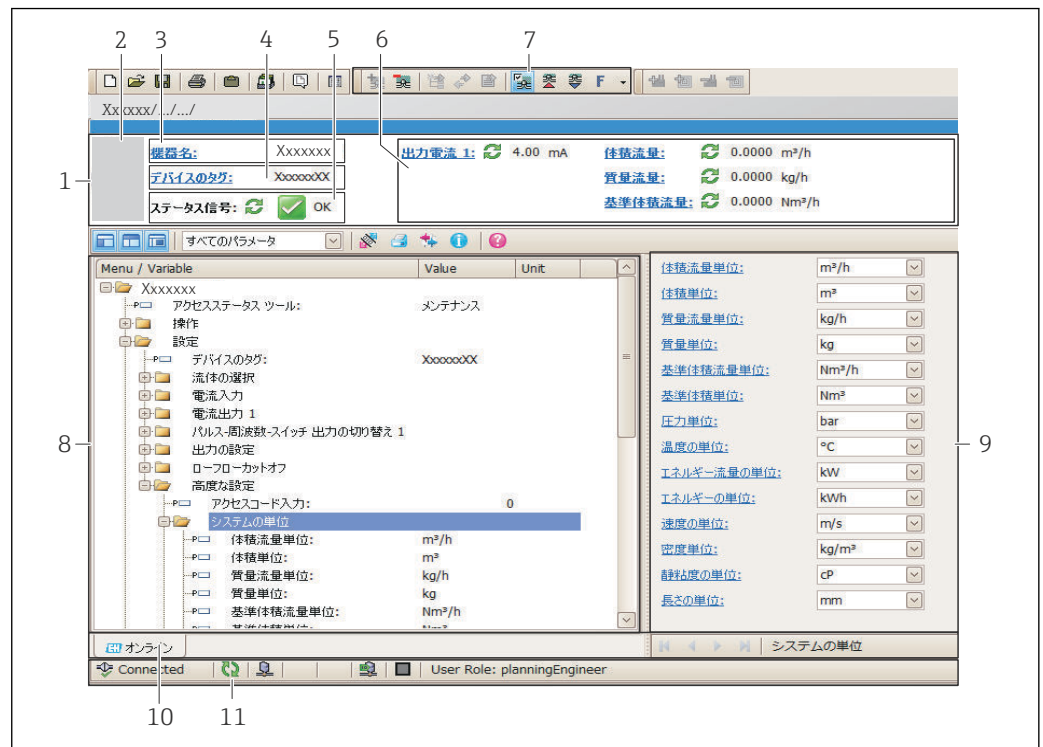 2 3 4 5 6 7
F
Xxxxxx/.../.../
1
機器名: Xxxxxxx
デバイスのタグ: XxxxxxXX
ステータス信号: OK
出力電流 1: 4.00 mA
体積流量: 0.0000 m³/h
質量流量: 0.0000 kg/h
基準体積流量: 0.0000 Nm³/h
すべてのパラメータ
8
Menu / Variable Value Unit
Xxxxxxx
アクセスステータス ツール: メンテナンス
操作
設定
デバイスのタグ: XxxxxxXX
流体の選択
電流入力
電流出力 1
パルス-周波数-スイッチ 出力の切り替え 1
出力の設定
ローフローカットオフ
高度な設定
アクセスコード入力: 0
システムの単位
体積流量単位: m³/h
体積単位: m³
質量流量単位: kg/h
質量単位: kg
基準体積流量単位: Nm³/h
基準体積単位: Nm³
体積流量単位: m³/h
体積単位: m³
質量流量単位: kg/h
質量単位: kg
基準体積流量単位: Nm³/h
基準体積単位: Nm³
圧力単位: bar
温度の単位: °C
エネルギー流量の単位: kW
エネルギーの単位: kWh
速度の単位: m/s
密度単位: kg/m³
静粘度の単位: cP
長さの単位: mm
9
オンライン
システムの単位
Connected
User Role: planningEngineer
10 11